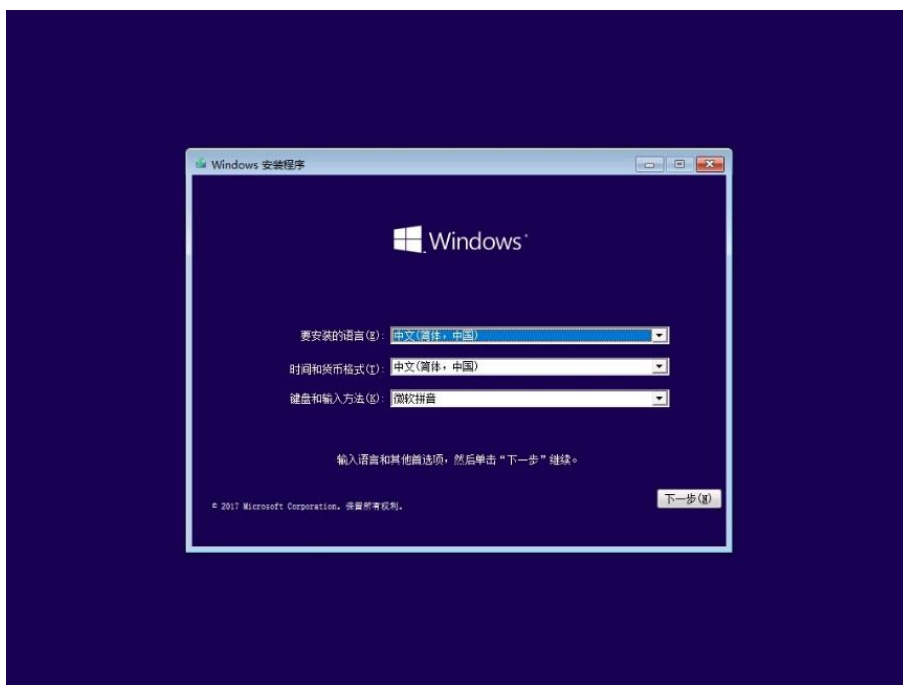 Windows 安装程序
Windows
要安装的语言(E): 中文(简体，中国)
时间和货币格式(T): 中文(简体，中国)
键盘和输入方法(K): 微软拼音
输入语言和其他首选项，然后单击“下一步”继续。
© 2017 Microsoft Corporation。保留所有权利。
下一步(N)